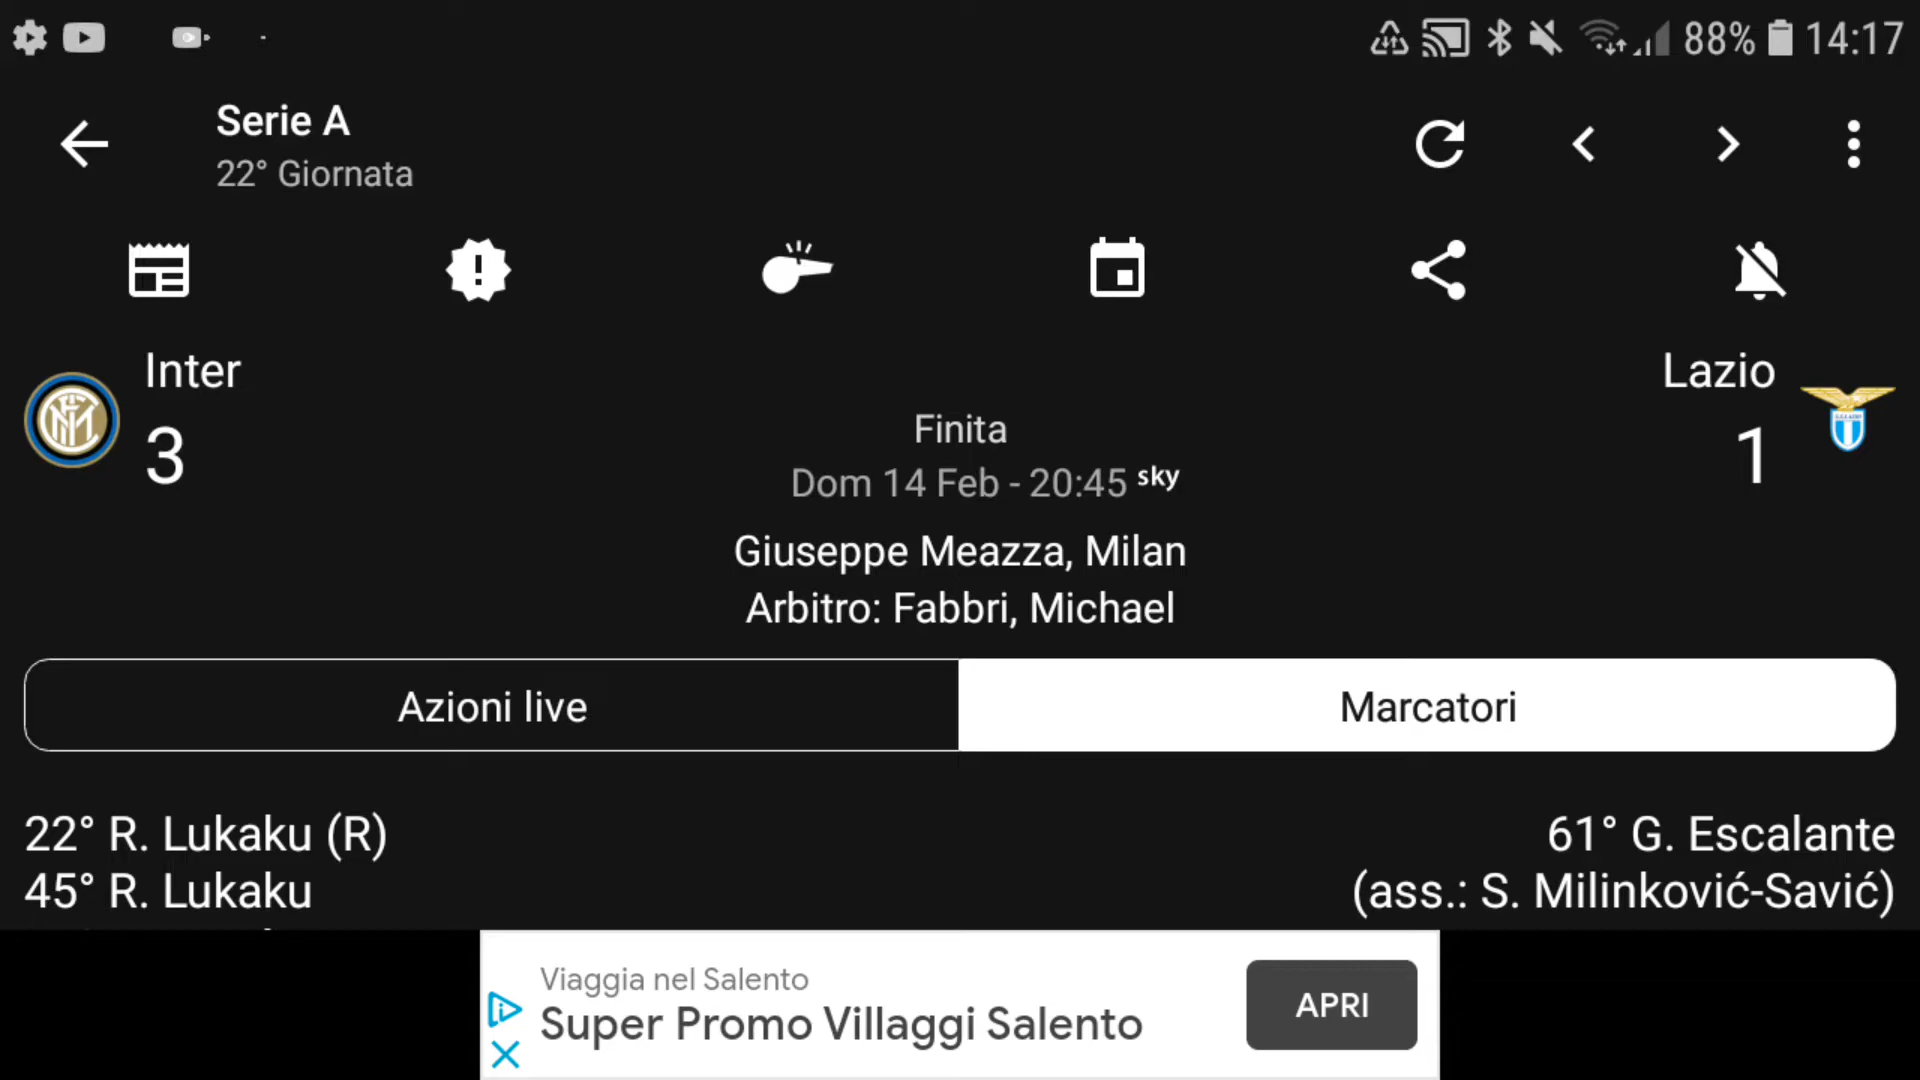 88% 14:17
Serie A
22° Giornata
Inter
3
Lazio
1
Finita
Dom 14 Feb - 20:45 sky
Giuseppe Meazza, Milan
Arbitro: Fabbri, Michael
Azioni live
Marcatori
22° R. Lukaku (R)
45° R. Lukaku
61° G. Escalante
(ass.: S. Milinković-Savić)
Viaggia nel Salento
Super Promo Villaggi Salento
APRI